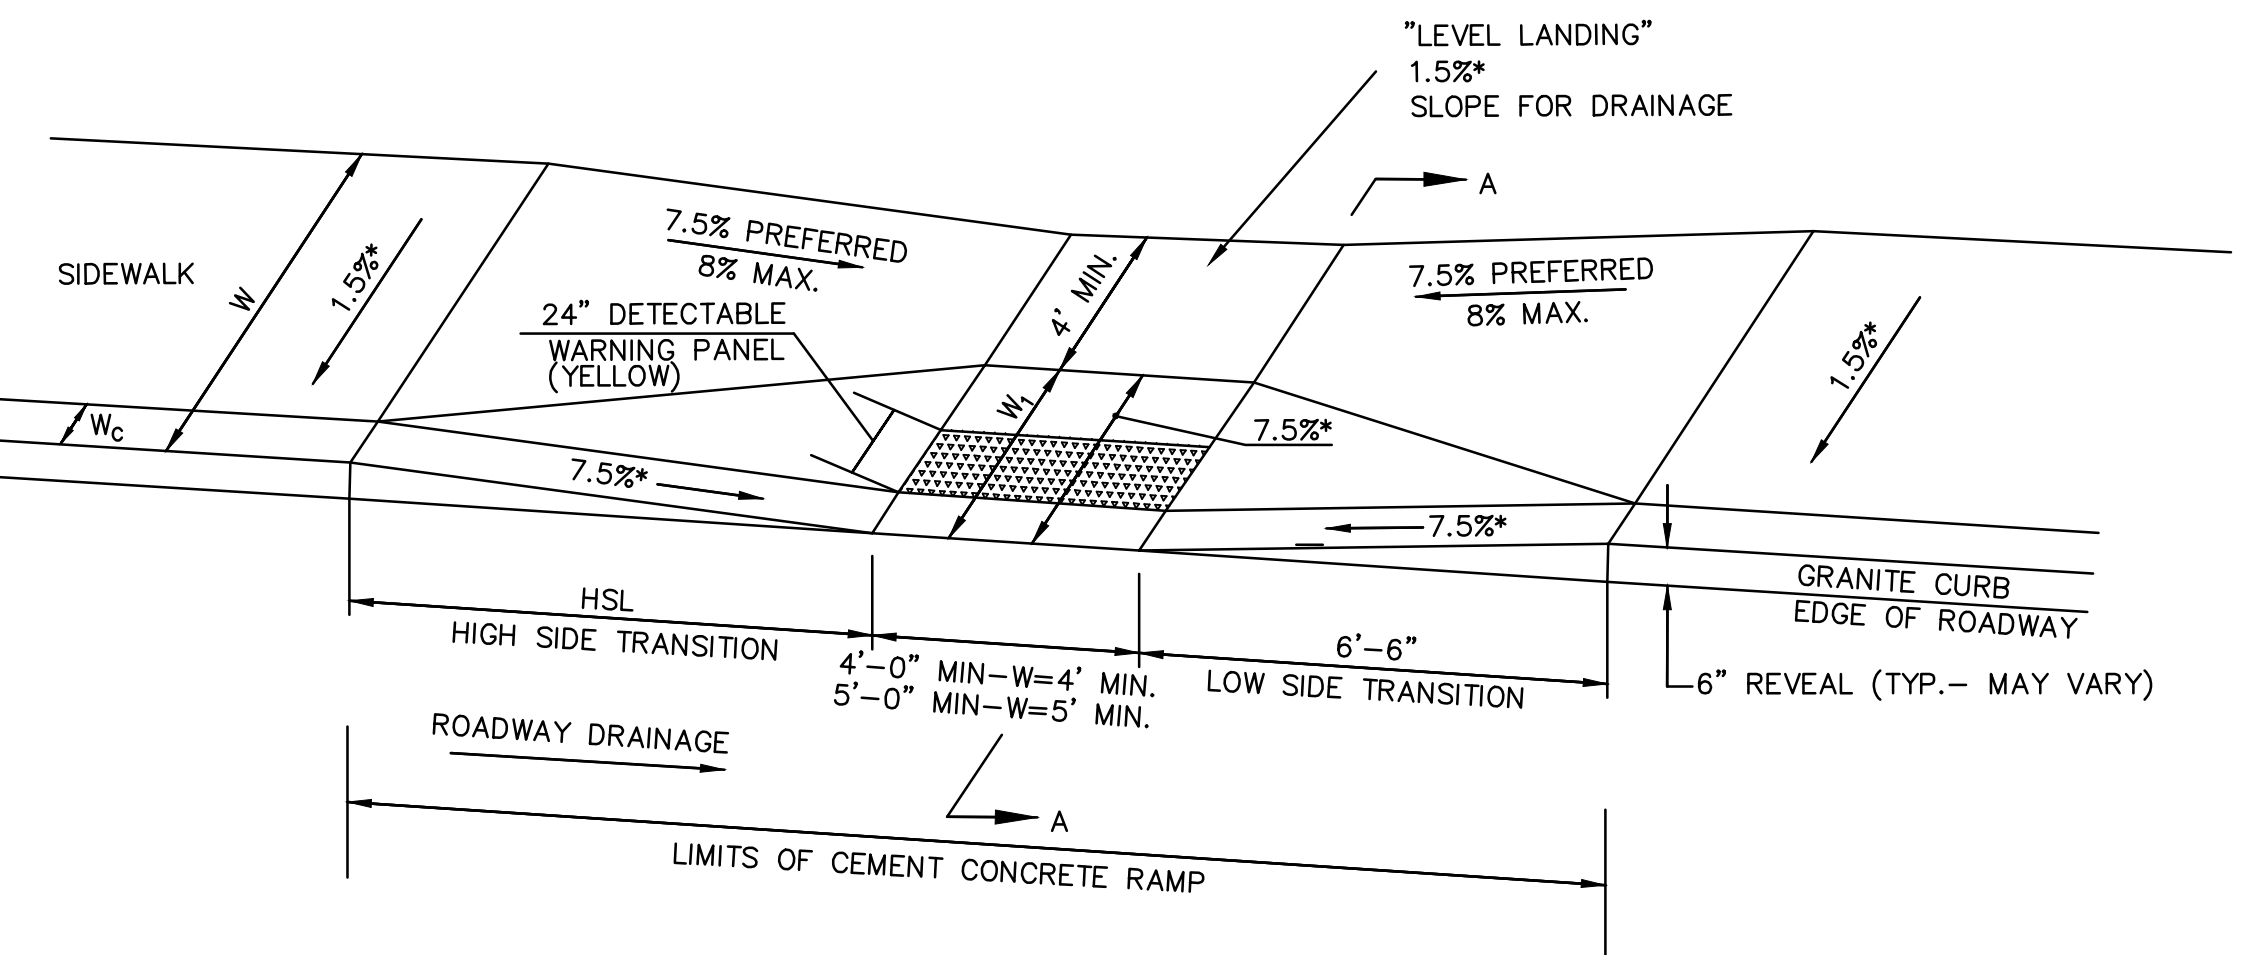 "LEVEL LANDING"
1.5%*
SLOPE FOR DRAINAGE
A
SIDEWALK
W
1.5%*
7.5% PREFERRED
8% MAX.
4' MIN.
7.5% PREFERRED
8% MAX.
1.5%*
24" DETECTABLE
WARNING PANEL
(YELLOW)
WC
W1
7.5%*
7.5%*
7.5%*
GRANITE CURB
EDGE OF ROADWAY
6" REVEAL (TYP.- MAY VARY)
HSL
HIGH SIDE TRANSITION
4'-0" MIN-W=4' MIN.
5'-0" MIN-W=5' MIN.
6'-6"
LOW SIDE TRANSITION
ROADWAY DRAINAGE
A
LIMITS OF CEMENT CONCRETE RAMP